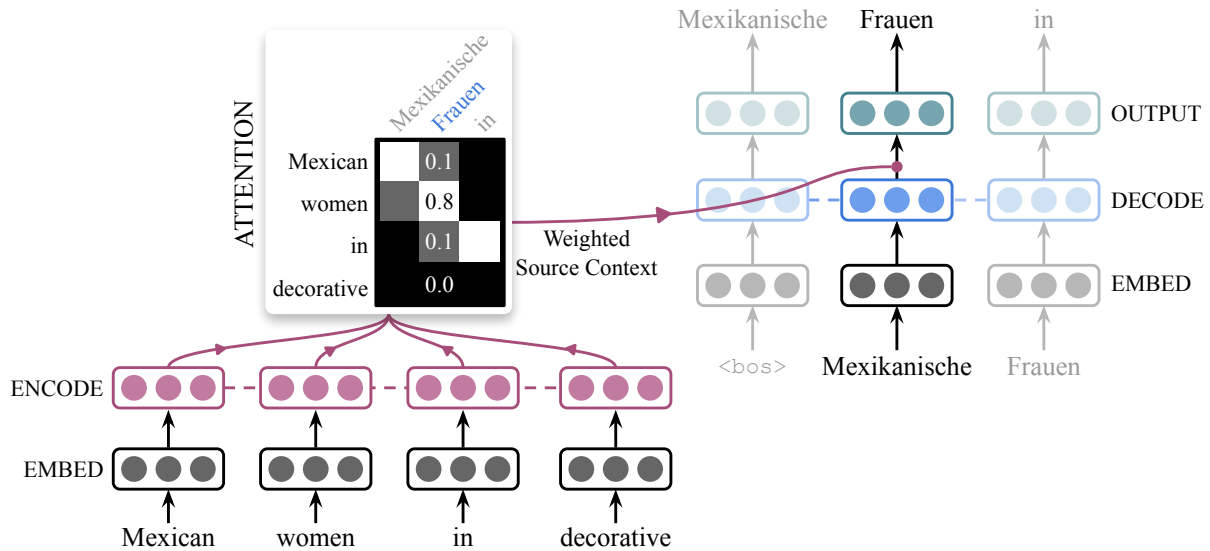 Mexikanische Frauen in
OUTPUT
DECODE
EMBED
<bos> Mexikanische Frauen
ATTENTION
Mexikanische
Frauen
in
Mexican 0.1
women 0.8
in 0.1
decorative 0.0
Weighted
Source Context
ENCODE
EMBED
Mexican women in decorative